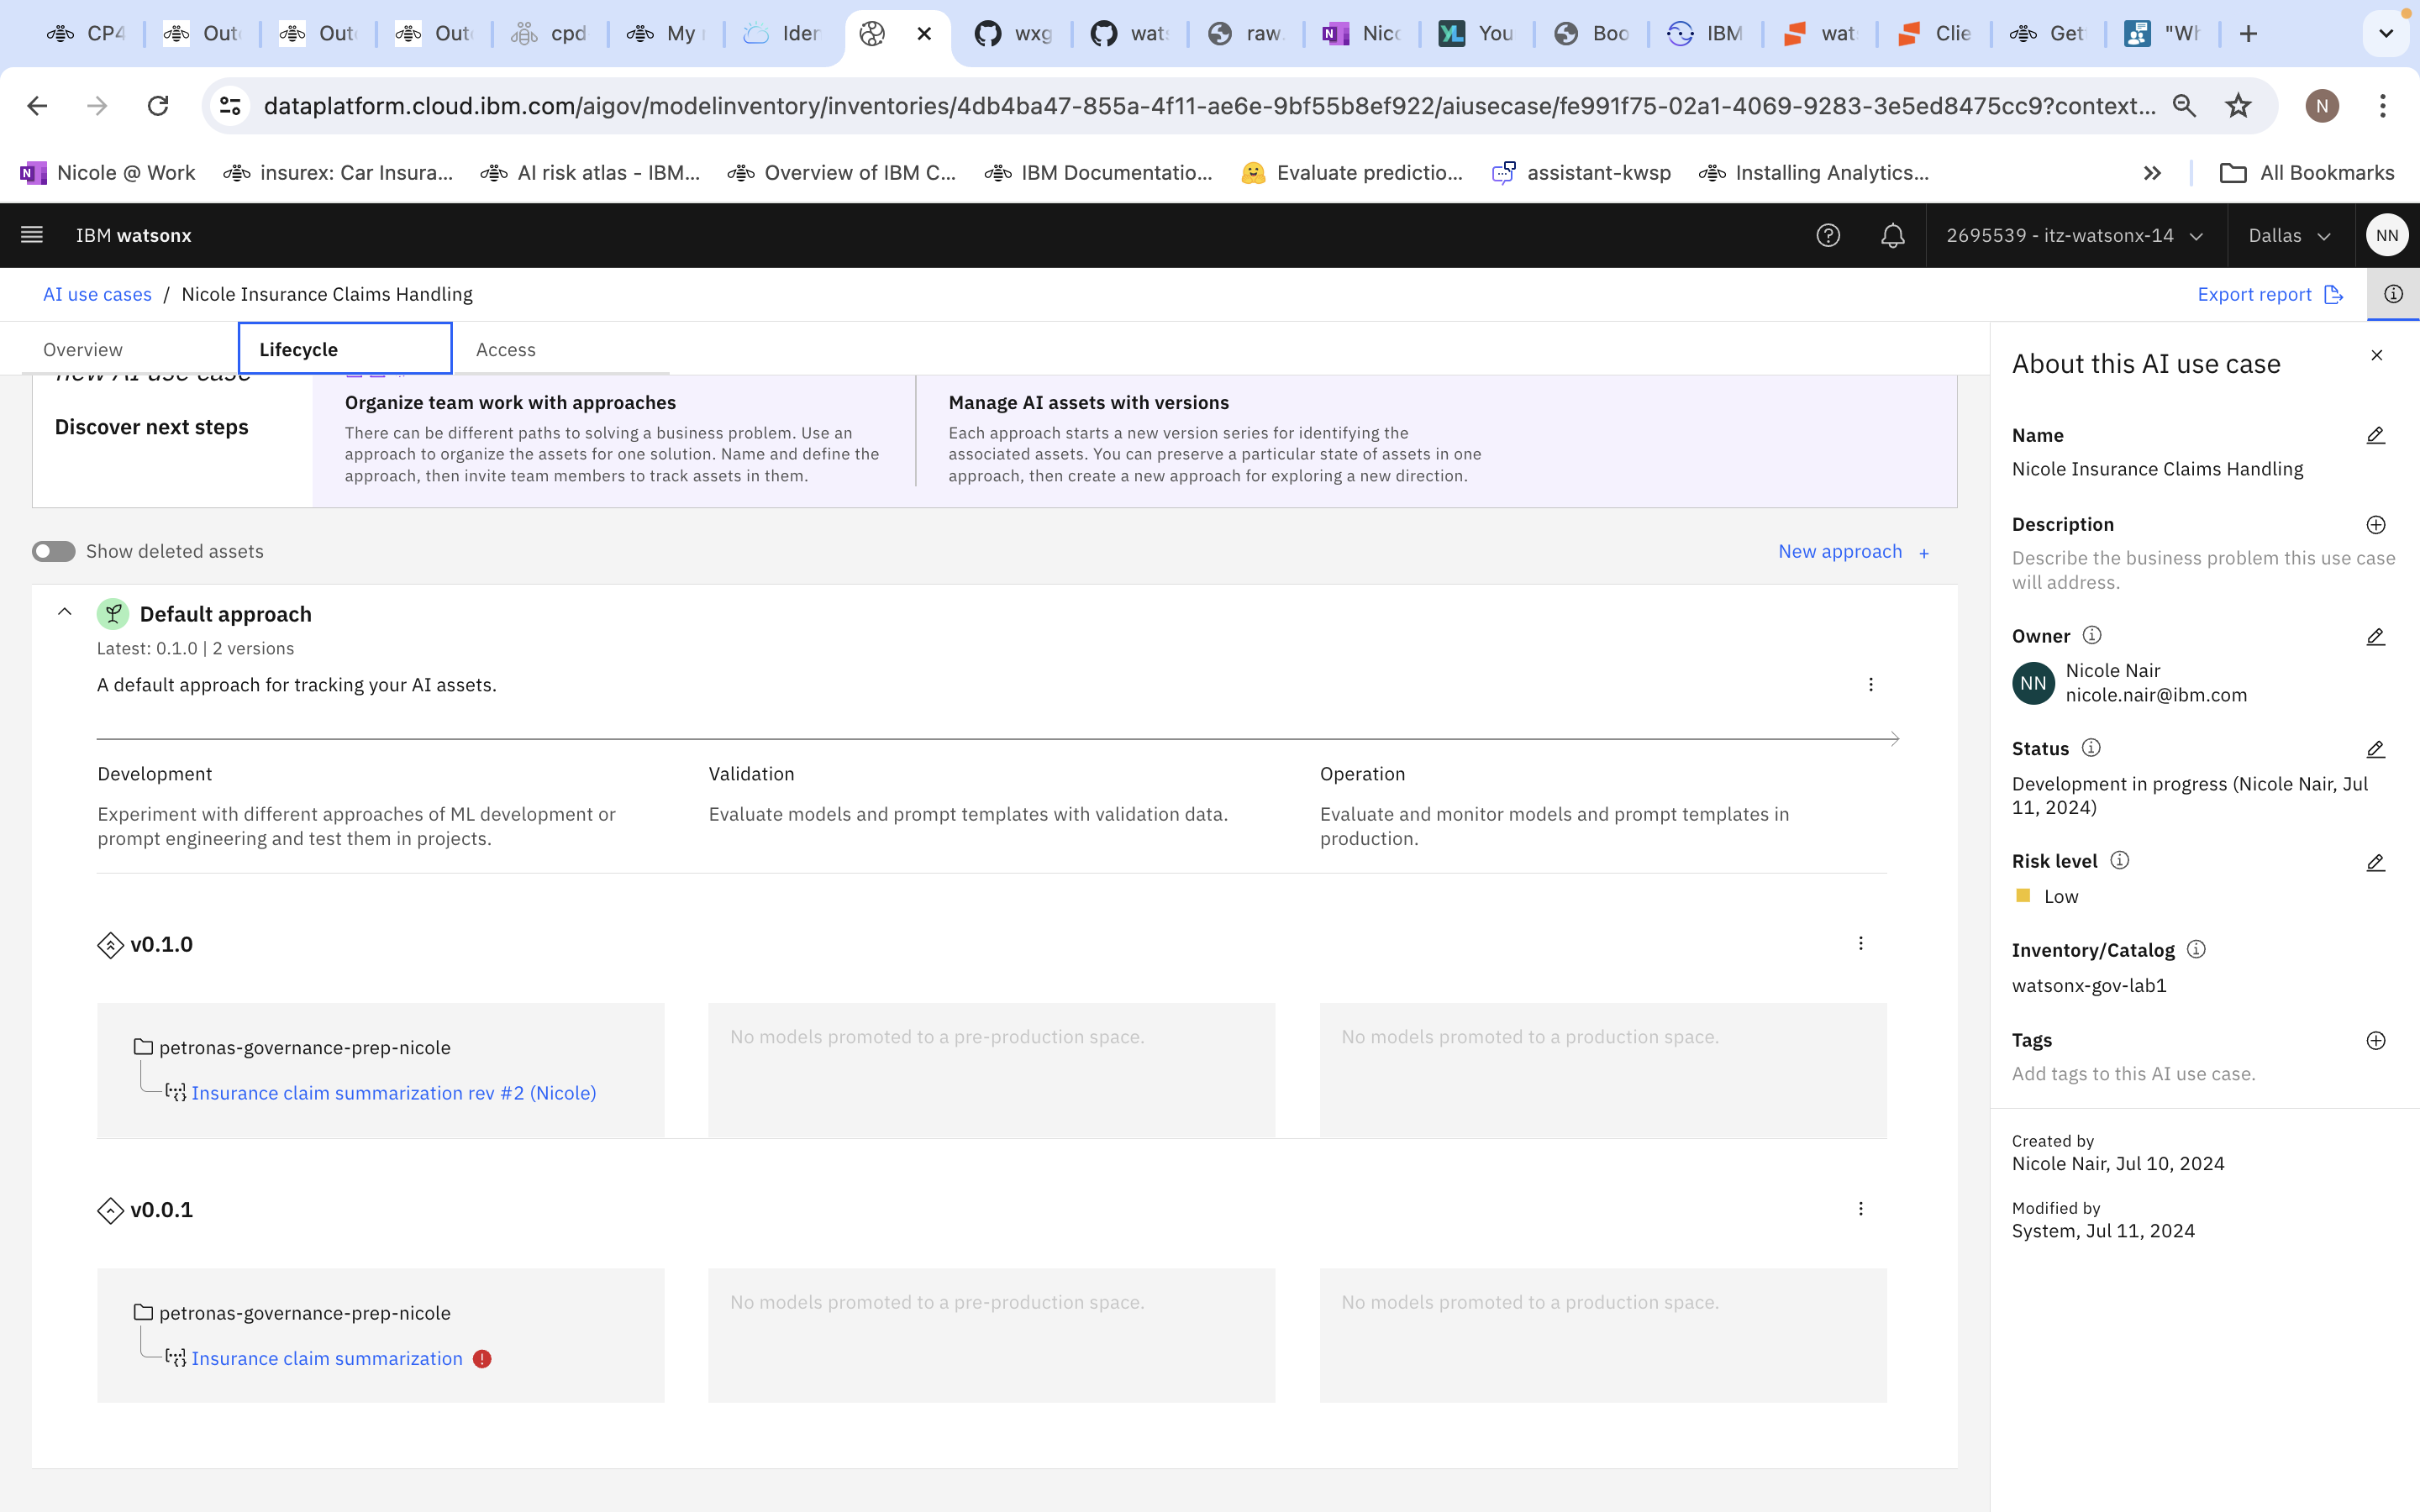 CP4
Out
Out
Out
cpd
My
Iden
wxg
wat
raw
Nic
You
Boo
IBM
wat
Clie
Get
"Wh
dataplatform.cloud.ibm.com/aigov/modelinventory/inventories/4db4ba47-855a-4f11-ae6e-9bf55b8ef922/aiusecase/fe991f75-02a1-4069-9283-3e5ed8475cc9?context...
N
Nicole @ Work
insurex: Car Insura...
AI risk atlas - IBM...
Overview of IBM C...
IBM Documentatio...
Evaluate predictio...
assistant-kwsp
Installing Analytics...
All Bookmarks
IBM watsonx
2695539 - itz-watsonx-14
Dallas
NN
AI use cases / Nicole Insurance Claims Handling
Export report
Overview
Lifecycle
Access
new AI use case
Discover next steps
Organize team work with approaches
There can be different paths to solving a business problem. Use an
approach to organize the assets for one solution. Name and define the
approach, then invite team members to track assets in them.
Manage AI assets with versions
Each approach starts a new version series for identifying the
associated assets. You can preserve a particular state of assets in one
approach, then create a new approach for exploring a new direction.
Show deleted assets
New approach +
Default approach
Latest: 0.1.0 | 2 versions
A default approach for tracking your AI assets.
Development
Experiment with different approaches of ML development or
prompt engineering and test them in projects.
Validation
Evaluate models and prompt templates with validation data.
Operation
Evaluate and monitor models and prompt templates in
production.
v0.1.0
petronas-governance-prep-nicole
Insurance claim summarization rev #2 (Nicole)
No models promoted to a pre-production space.
No models promoted to a production space.
v0.0.1
petronas-governance-prep-nicole
Insurance claim summarization
No models promoted to a pre-production space.
No models promoted to a production space.
About this AI use case
Name
Nicole Insurance Claims Handling
Description
Describe the business problem this use case
will address.
Owner
NN
Nicole Nair
nicole.nair@ibm.com
Status
Development in progress (Nicole Nair, Jul
11, 2024)
Risk level
Low
Inventory/Catalog
watsonx-gov-lab1
Tags
Add tags to this AI use case.
Created by
Nicole Nair, Jul 10, 2024
Modified by
System, Jul 11, 2024